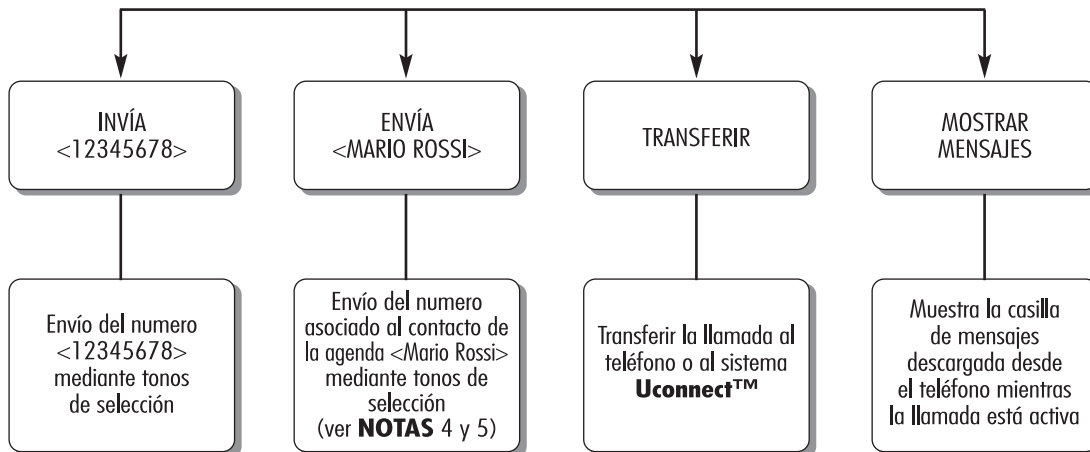 INVÍA
<12345678>
ENVÍA
<MARIO ROSSI>
TRANSFERIR
MOSTRAR
MENSAJES
Envío del numero
<12345678>
mediante tonos
de selección
Envío del numero
asociado al contacto de
la agenda <Mario Rossi>
mediante tonos de
selección
(ver NOTAS 4 y 5)
Transferir la llamada al
teléfono o al sistema
Uconnect™
Muestra la casilla
de mensajes
descargada desde
el teléfono mientras
la llamada está activa